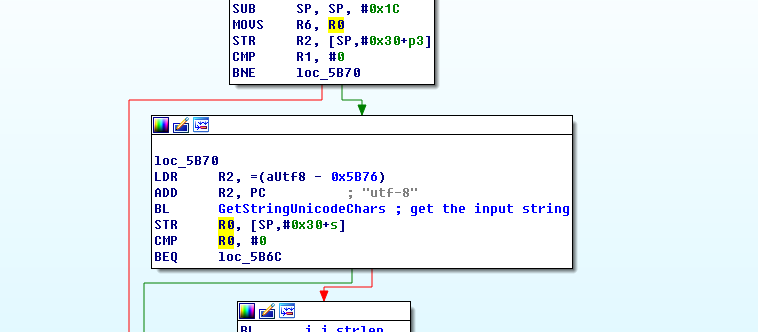 SUB SP, SP, #0x1C
MOVS R6, R0
STR R2, [SP,#0x30+p3]
CMP R1, #0
BNE loc_5B70
loc_5B70
LDR R2, =(aUtf8 - 0x5B76)
ADD R2, PC ; "utf-8"
BL GetStringUnicodeChars ; get the input string
STR R0, [SP,#0x30+s]
CMP R0, #0
BEQ loc_5B6C
BL j_j_strlen